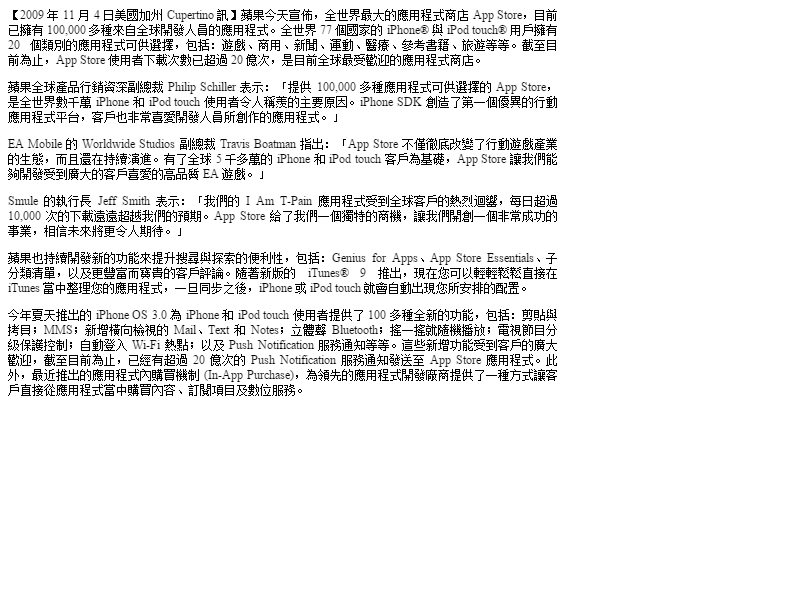 【2009 年 11 月 4 日美國加州 Cupertino 訊】蘋果今天宣佈，全世界最大的應用程式商店 App Store，目前
已擁有 100,000 多種來自全球開發人員的應用程式。全世界 77 個國家的 iPhone® 與 iPod touch® 用戶擁有
20 個類別的應用程式可供選擇，包括：遊戲、商用、新聞、運動、醫療、參考書籍、旅遊等等。截至目
前為止，App Store 使用者下載次數已超過 20 億次，是目前全球最受歡迎的應用程式商店。
蘋果全球產品行銷資深副總裁 Philip Schiller 表示：「提供 100,000 多種應用程式可供選擇的 App Store，
是全世界數千萬 iPhone 和 iPod touch 使用者令人稱羨的主要原因。iPhone SDK 創造了第一個優異的行動
應用程式平台，客戶也非常喜愛開發人員所創作的應用程式。」
EA Mobile 的 Worldwide Studios 副總裁 Travis Boatman 指出：「App Store 不僅徹底改變了行動遊戲產業
的生態，而且還在持續演進。有了全球 5 千多萬的 iPhone 和 iPod touch 客戶為基礎，App Store 讓我們能
夠開發受到廣大的客戶喜愛的高品質 EA 遊戲。」
Smule 的執行長 Jeff Smith 表示：「我們的 I Am T-Pain 應用程式受到全球客戶的熱烈迴響，每日超過
10,000 次的下載遠遠超越我們的預期。App Store 給了我們一個獨特的商機，讓我們開創一個非常成功的
事業，相信未來將更令人期待。」
蘋果也持續開發新的功能來提升搜尋與探索的便利性，包括：Genius for Apps、App Store Essentials、子
分類清單，以及更豐富而寶貴的客戶評論。隨著新版的 iTunes® 9 推出，現在您可以輕輕鬆鬆直接在
iTunes 當中整理您的應用程式，一旦同步之後，iPhone 或 iPod touch 就會自動出現您所安排的配置。
今年夏天推出的 iPhone OS 3.0 為 iPhone 和 iPod touch 使用者提供了 100 多種全新的功能，包括：剪貼與
拷目；MMS；新增橫向檢視的 Mail、Text 和 Notes；立體聲 Bluetooth；搖一搖就隨機播放；電視節目分
級保護控制；自動登入 Wi-Fi 熱點；以及 Push Notification 服務通知等等。這些新增功能受到客戶的廣大
歡迎，截至目前為止，已經有超過 20 億次的 Push Notification 服務通知發送至 App Store 應用程式。此
外，最近推出的應用程式內購買機制 (In-App Purchase)，為領先的應用程式開發廠商提供了一種方式讓客
戶直接從應用程式當中購買內容、訂閱項目及數位服務。